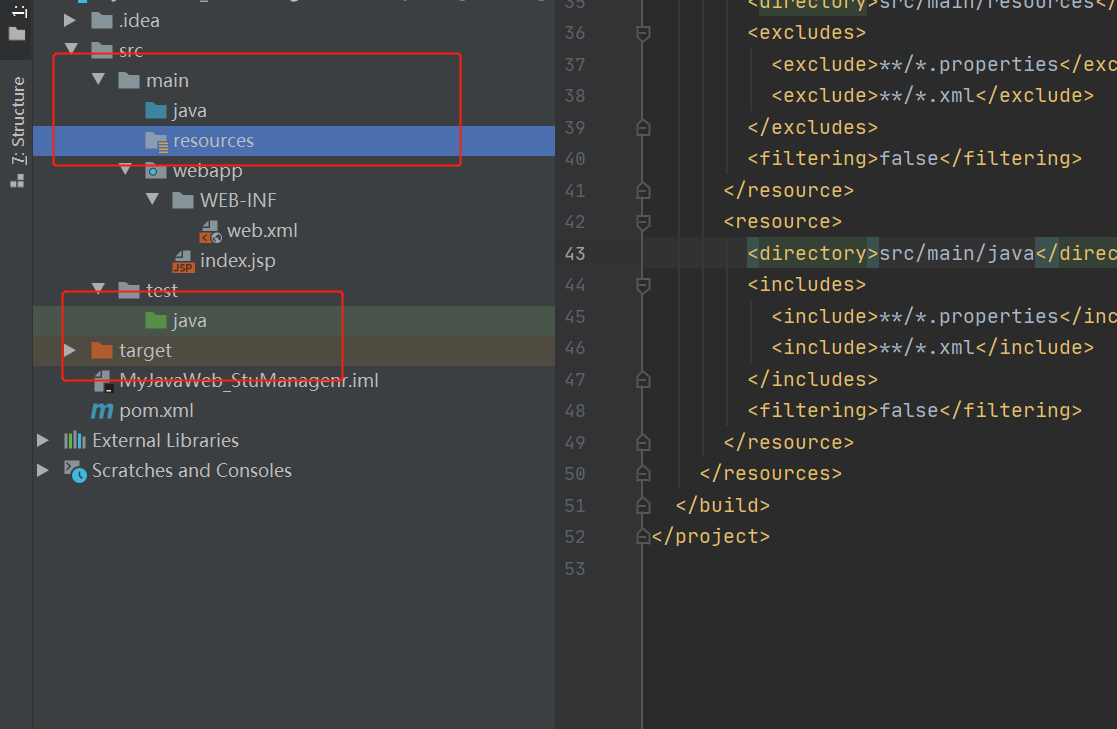 .idea
src
main
java
resources
webapp
WEB-INF
web.xml
index.jsp
test
java
target
MyJavaWeb_StuManagenr.iml
pom.xml
External Libraries
Scratches and Consoles
1:
7: Structure
35 <directory>src/main/resources</
36 <excludes>
37 <exclude>**/*.properties</exc
38 <exclude>**/*.xml</exclude>
39 </excludes>
40 <filtering>false</filtering>
41 </resource>
42 <resource>
43 <directory>src/main/java</direc
44 <includes>
45 <include>**/*.properties</inc
46 <include>**/*.xml</include>
47 </includes>
48 <filtering>false</filtering>
49 </resource>
50 </resources>
51 </build>
52 </project>
53